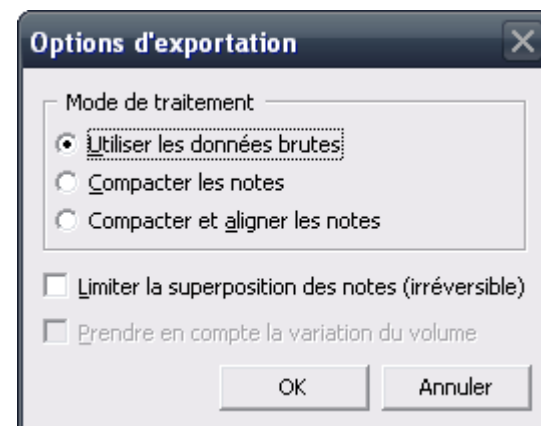 Options d'exportation
Mode de traitement
Utiliser les données brutes
Compacter les notes
Compacter et aligner les notes
Limiter la superposition des notes (irréversible)
Prendre en compte la variation du volume
OK Annuler